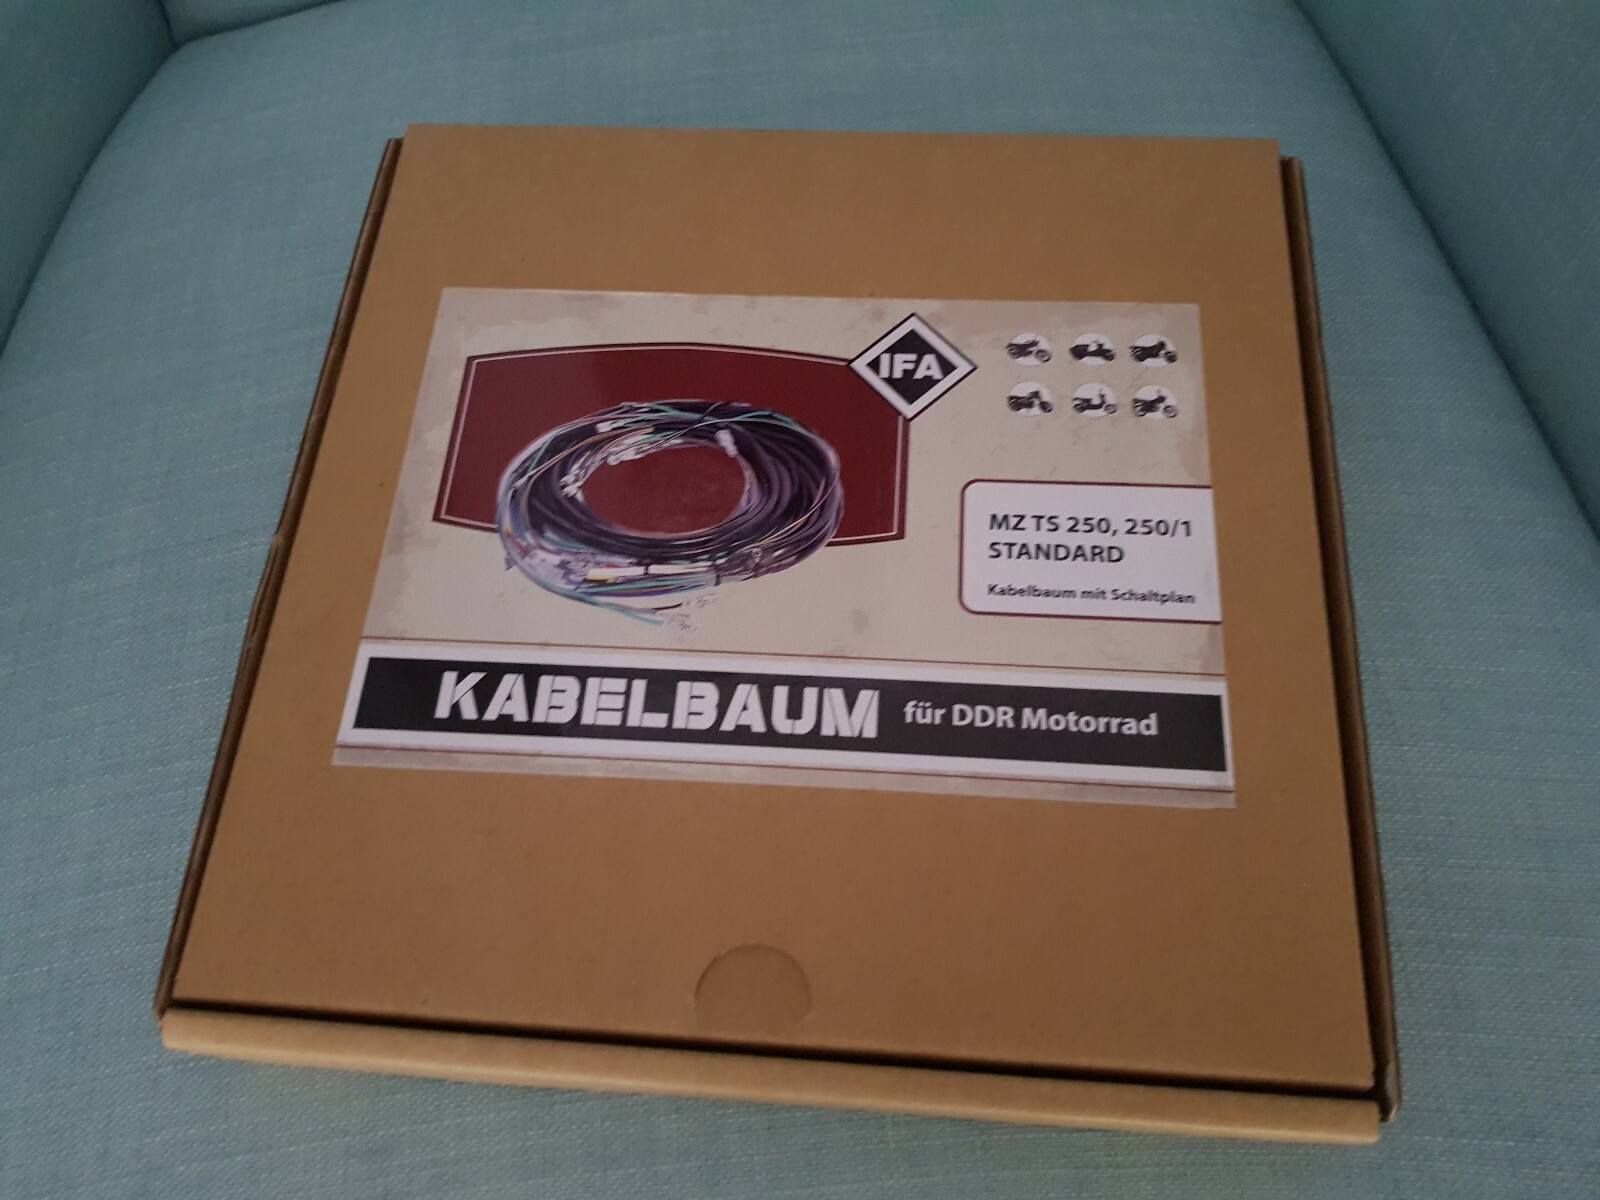 IFA
MZ TS 250, 250/1
STANDARD
Kabelbaum mit Schaltplan
KABELBAUM für DDR Motorrad